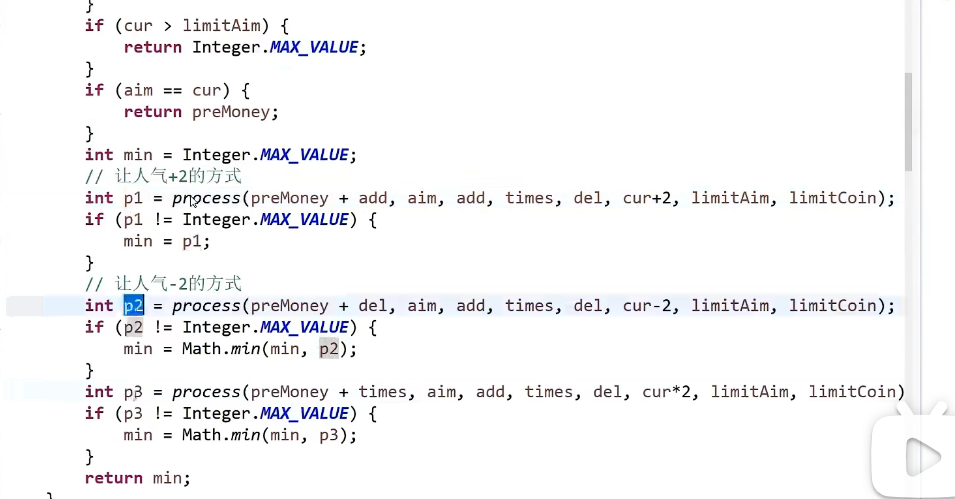 }
if (cur > limitAim) {
return Integer.MAX_VALUE;
}
if (aim == cur) {
return preMoney;
}
int min = Integer.MAX_VALUE;
// 让人气+2的方式
int p1 = process(preMoney + add, aim, add, times, del, cur+2, limitAim, limitCoin);
if (p1 != Integer.MAX_VALUE) {
min = p1;
}
// 让人气-2的方式
int p2 = process(preMoney + del, aim, add, times, del, cur-2, limitAim, limitCoin);
if (p2 != Integer.MAX_VALUE) {
min = Math.min(min, p2);
}
int p3 = process(preMoney + times, aim, add, times, del, cur*2, limitAim, limitCoin)
if (p3 != Integer.MAX_VALUE) {
min = Math.min(min, p3);
}
return min;
}